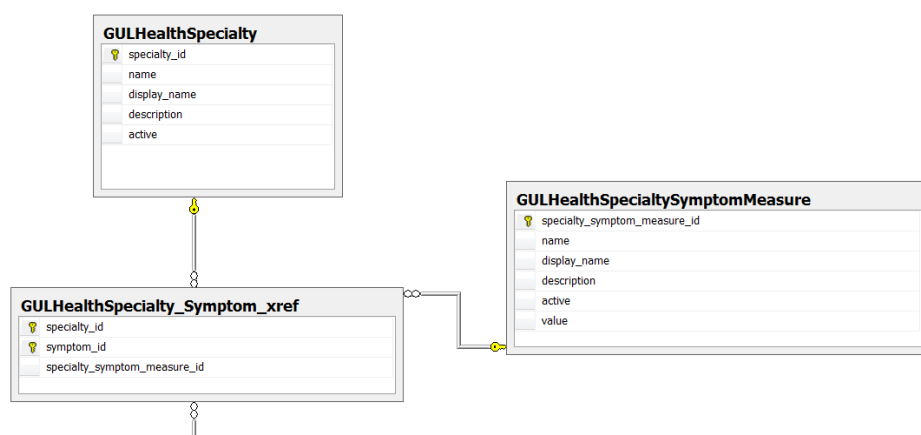 GULHealthSpecialty
specialty_id
name
display_name
description
active
GULHealthSpecialtySymptomMeasure
specialty_symptom_measure_id
name
display_name
description
active
value
GULHealthSpecialty_Symptom_xref
specialty_id
symptom_id
specialty_symptom_measure_id